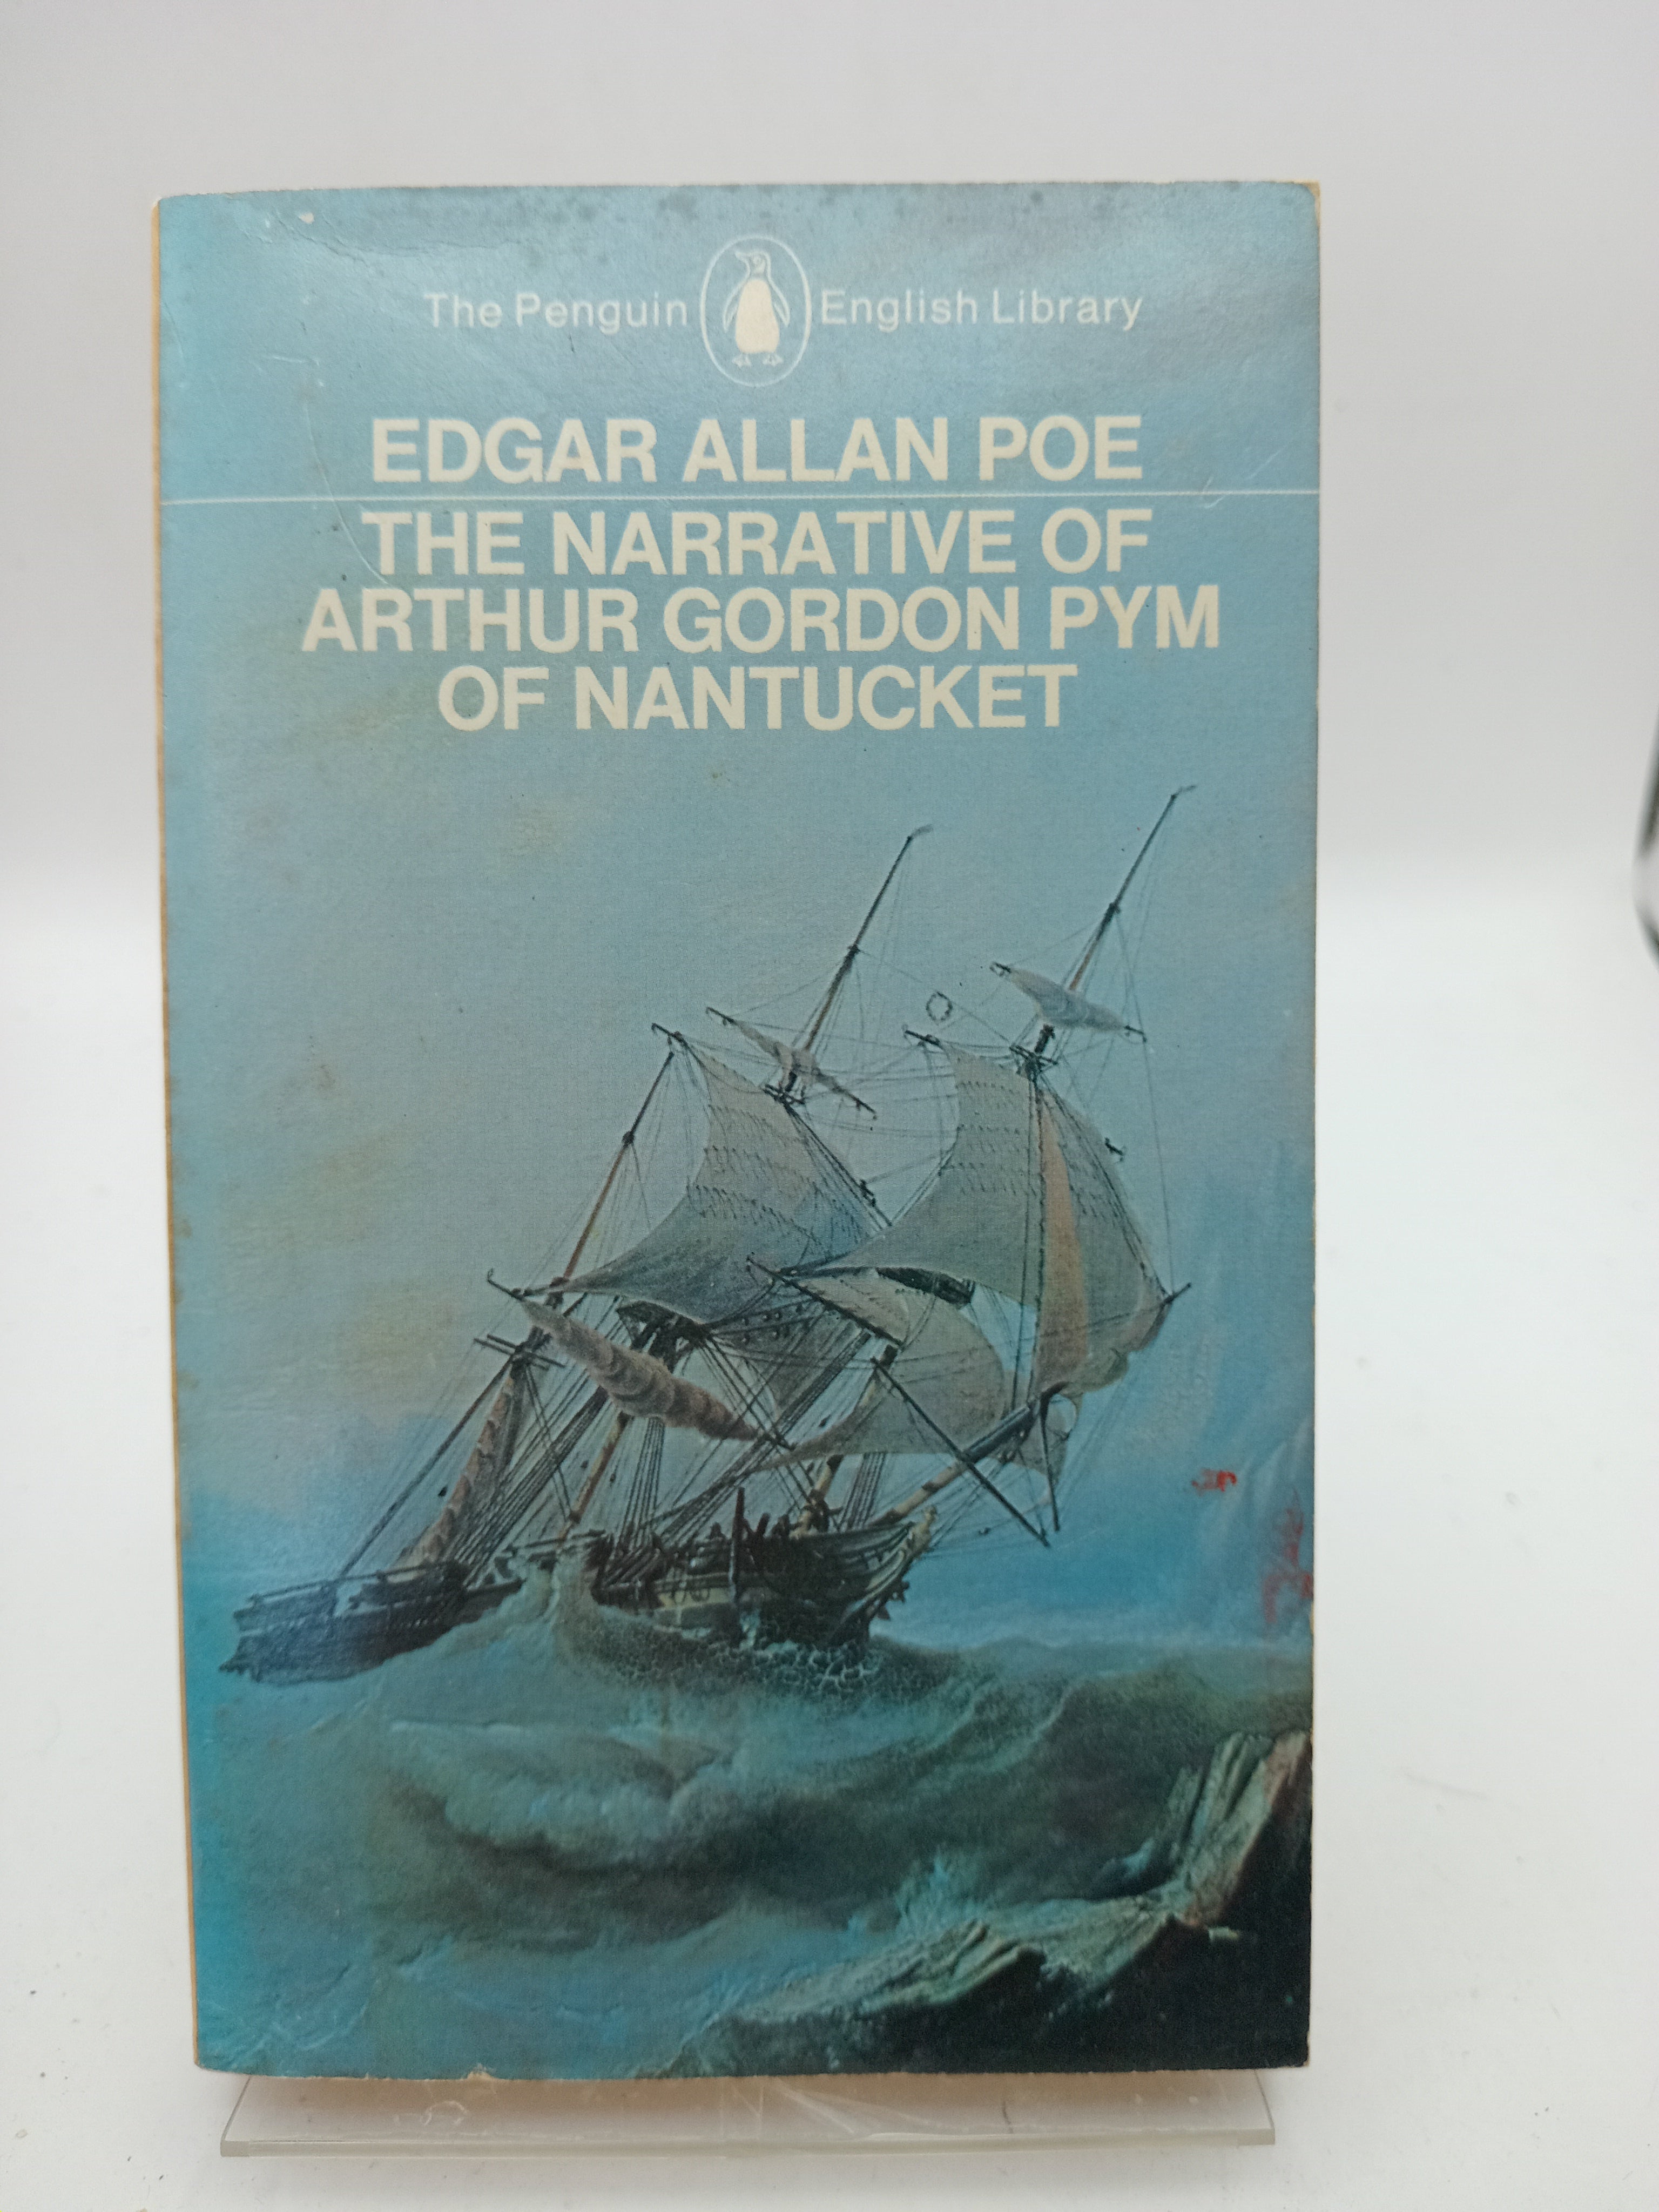 The Penguin English Library
EDGAR ALLAN POE
THE NARRATIVE OF
ARTHUR GORDON PYM
OF NANTUCKET